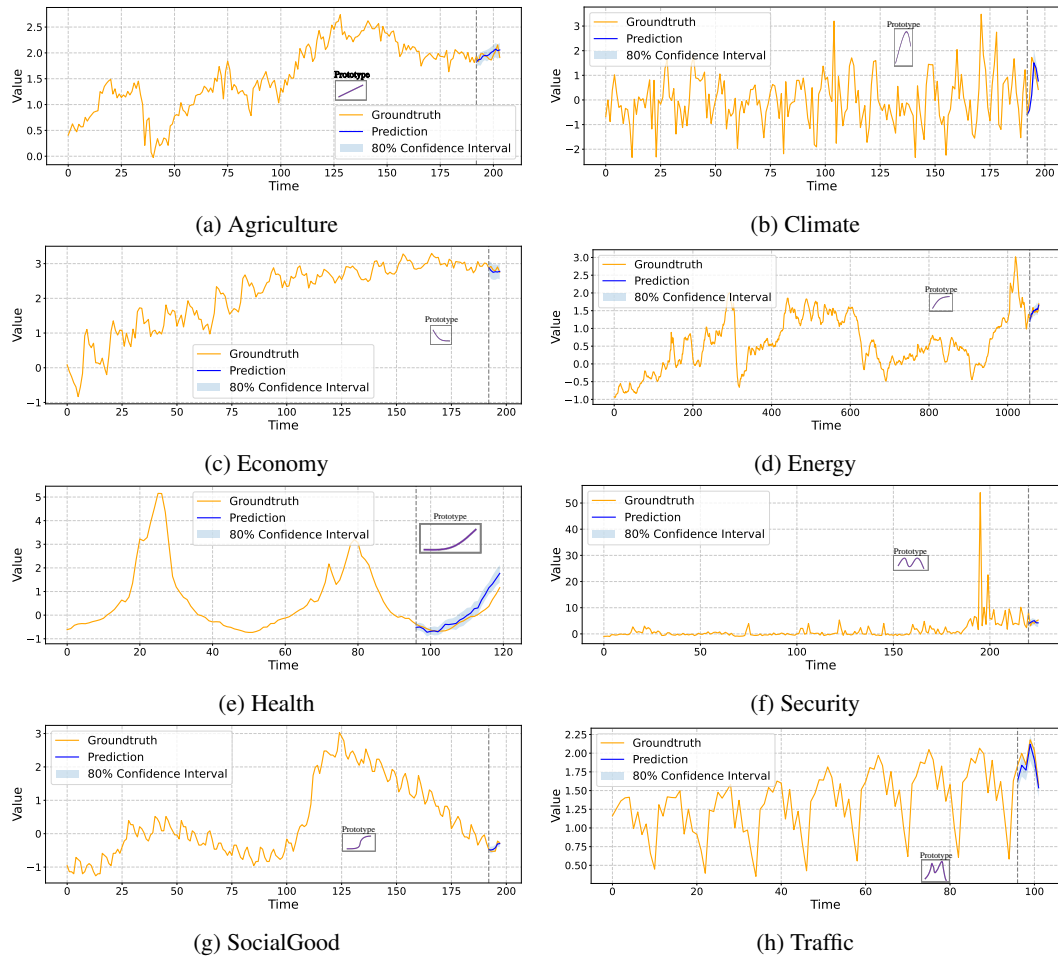 2.5
2.0
1.5
1.0
0.5
0.0
Value
Prototype
Groundtruth
Prediction
80% Confidence Interval
0 25 50 75 100 125 150 175 200
Time
(a) Agriculture
3
2
1
0
−1
−2
Value
Groundtruth
Prediction
80% Confidence Interval
Prototype
0 25 50 75 100 125 150 175 200
Time
(b) Climate
3
2
1
0
−1
Value
Prototype
Groundtruth
Prediction
80% Confidence Interval
0 25 50 75 100 125 150 175 200
Time
(c) Economy
3.0
2.5
2.0
1.5
1.0
0.5
0.0
−0.5
−1.0
Value
Groundtruth
Prediction
80% Confidence Interval
Prototype
0 200 400 600 800 1000
Time
(d) Energy
5
4
3
2
1
0
−1
Value
Groundtruth
Prediction
80% Confidence Interval
Prototype
0 20 40 60 80 100 120
Time
(e) Health
50
40
30
20
10
0
Value
Groundtruth
Prediction
80% Confidence Interval
Prototype
0 50 100 150 200
Time
(f) Security
3
2
1
0
−1
Value
Groundtruth
Prediction
80% Confidence Interval
Prototype
0 25 50 75 100 125 150 175 200
Time
(g) SocialGood
2.25
2.00
1.75
1.50
1.25
1.00
0.75
0.50
Value
Groundtruth
Prediction
80% Confidence Interval
Prototype
0 20 40 60 80 100
Time
(h) Traffic